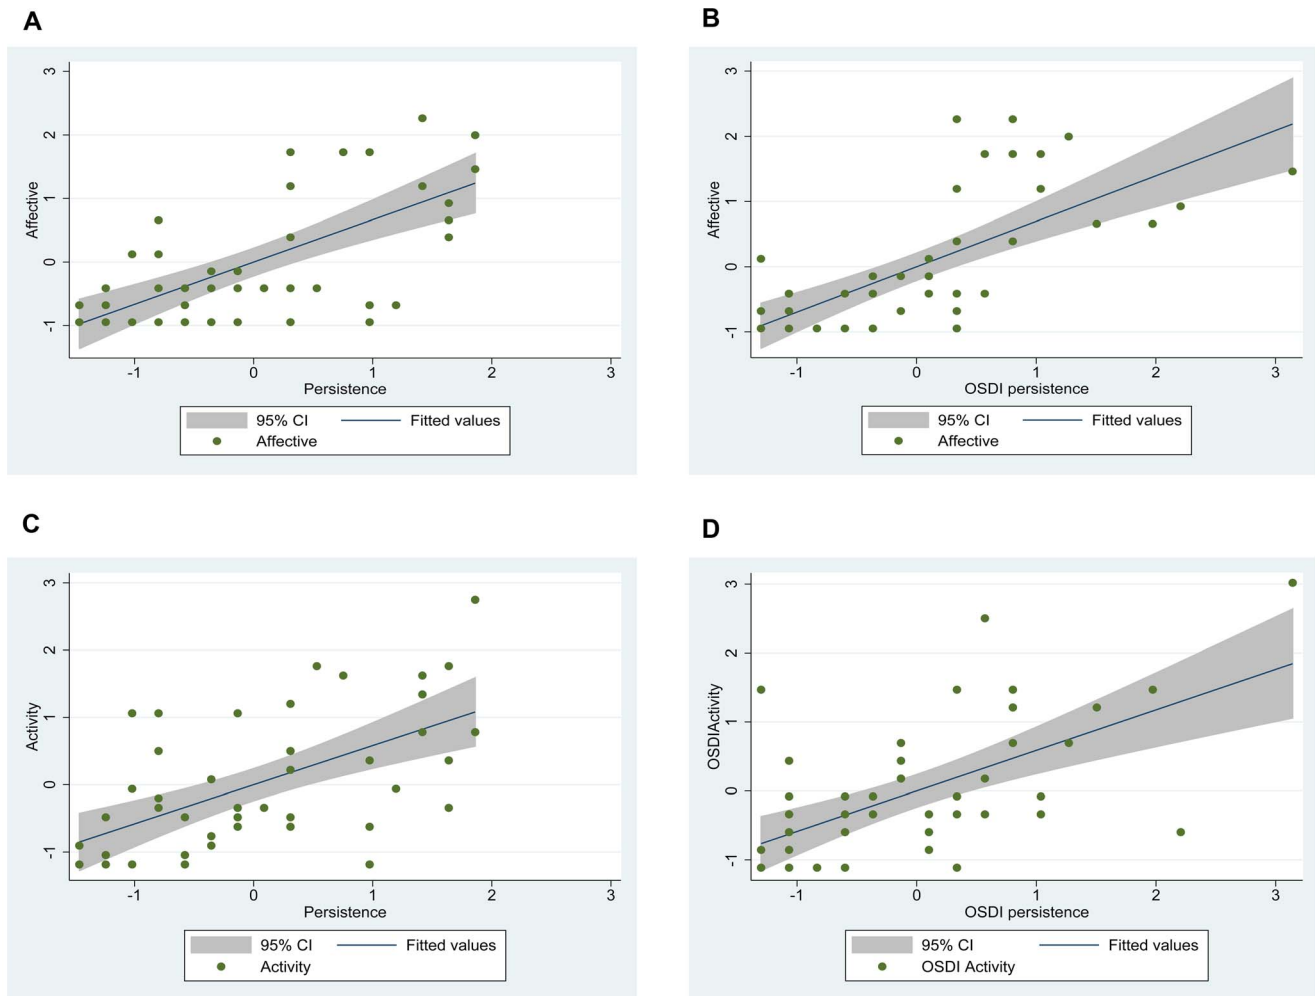 A
3
2
1
0
-1
Affective
-1 0 1 2 3
Persistence
95% CI Fitted values
Affective
B
3
2
1
0
-1
Affective
-1 0 1 2 3
OSDI persistence
95% CI Fitted values
Affective
C
3
2
1
0
-1
Activity
-1 0 1 2 3
Persistence
95% CI Fitted values
Activity
D
3
2
1
0
-1
OSDIActivity
-1 0 1 2 3
OSDI persistence
95% CI Fitted values
OSDI Activity